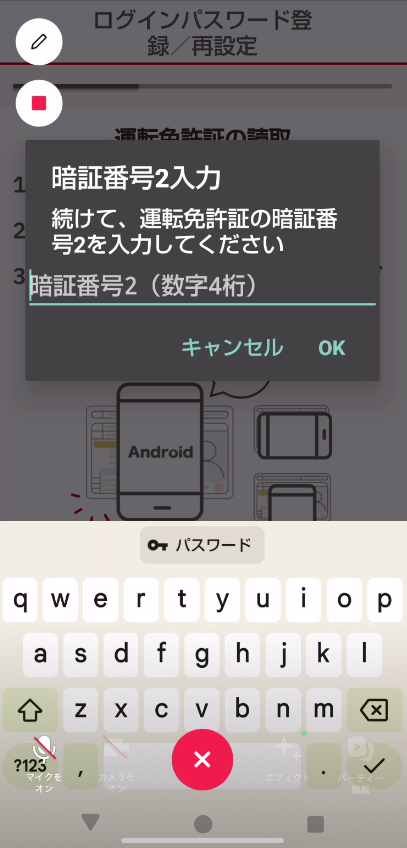 ログインパスワード登
録／再設定
運転免許証の読取
1
暗証番号2入力
続けて、運転免許証の暗証番
号2を入力してください
2
3
暗証番号2（数字4桁）
キャンセル OK
Android
パスワード
q w e r t y u i o p
a s d f g h j k l
z x c v b n m
?123 , .
マイクを
オン
カメラを
オン
エフェクト
パーティー
機能